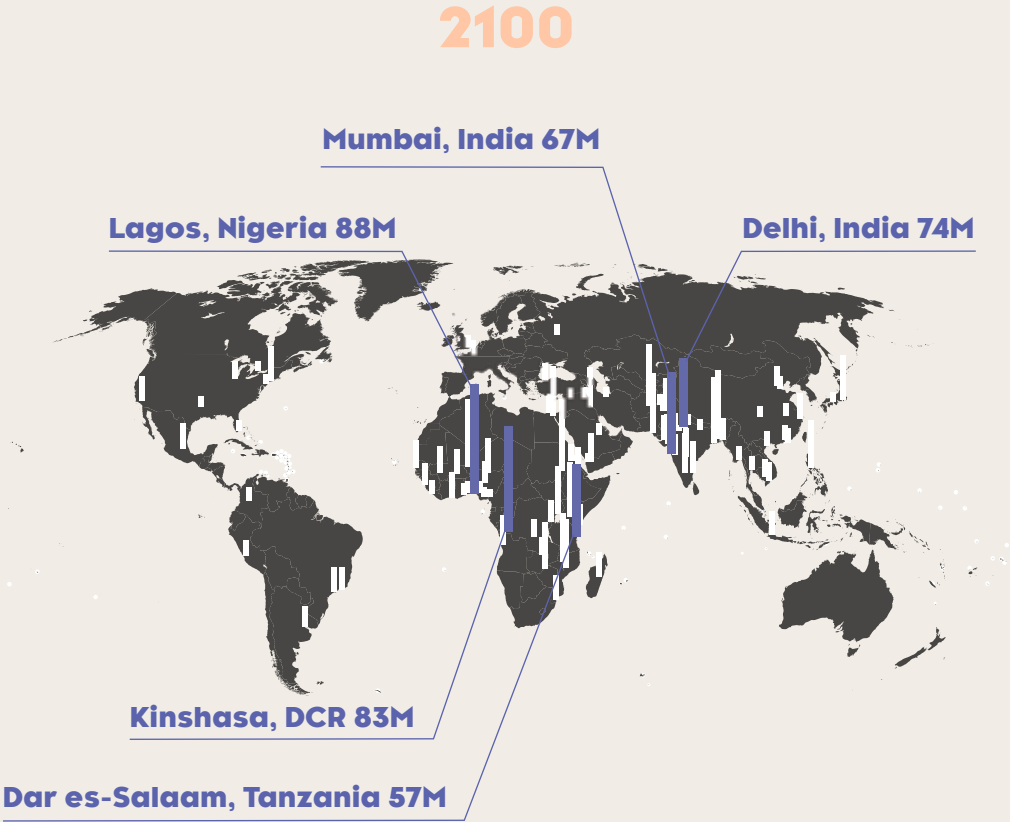 2100
Mumbai, India 67M
Lagos, Nigeria 88M
Delhi, India 74M
Kinshasa, DCR 83M
Dar es-Salaam, Tanzania 57M